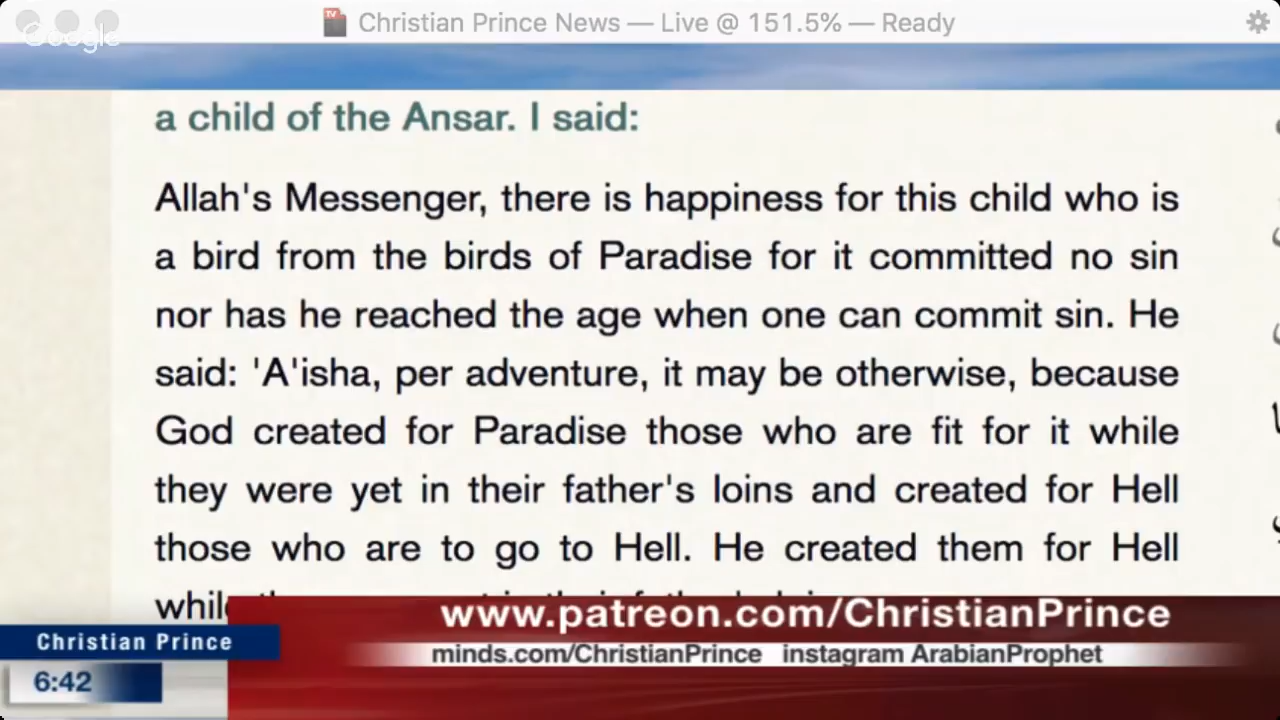 Christian Prince News — Live @ 151.5% — Ready
Google
a child of the Ansar. I said:
Allah's Messenger, there is happiness for this child who is
a bird from the birds of Paradise for it committed no sin
nor has he reached the age when one can commit sin. He
said: 'A'isha, per adventure, it may be otherwise, because
God created for Paradise those who are fit for it while
they were yet in their father's loins and created for Hell
those who are to go to Hell. He created them for Hell
www.patreon.com/ChristianPrince
Christian Prince
minds.com/ChristianPrince instagram ArabianProphet
6:42